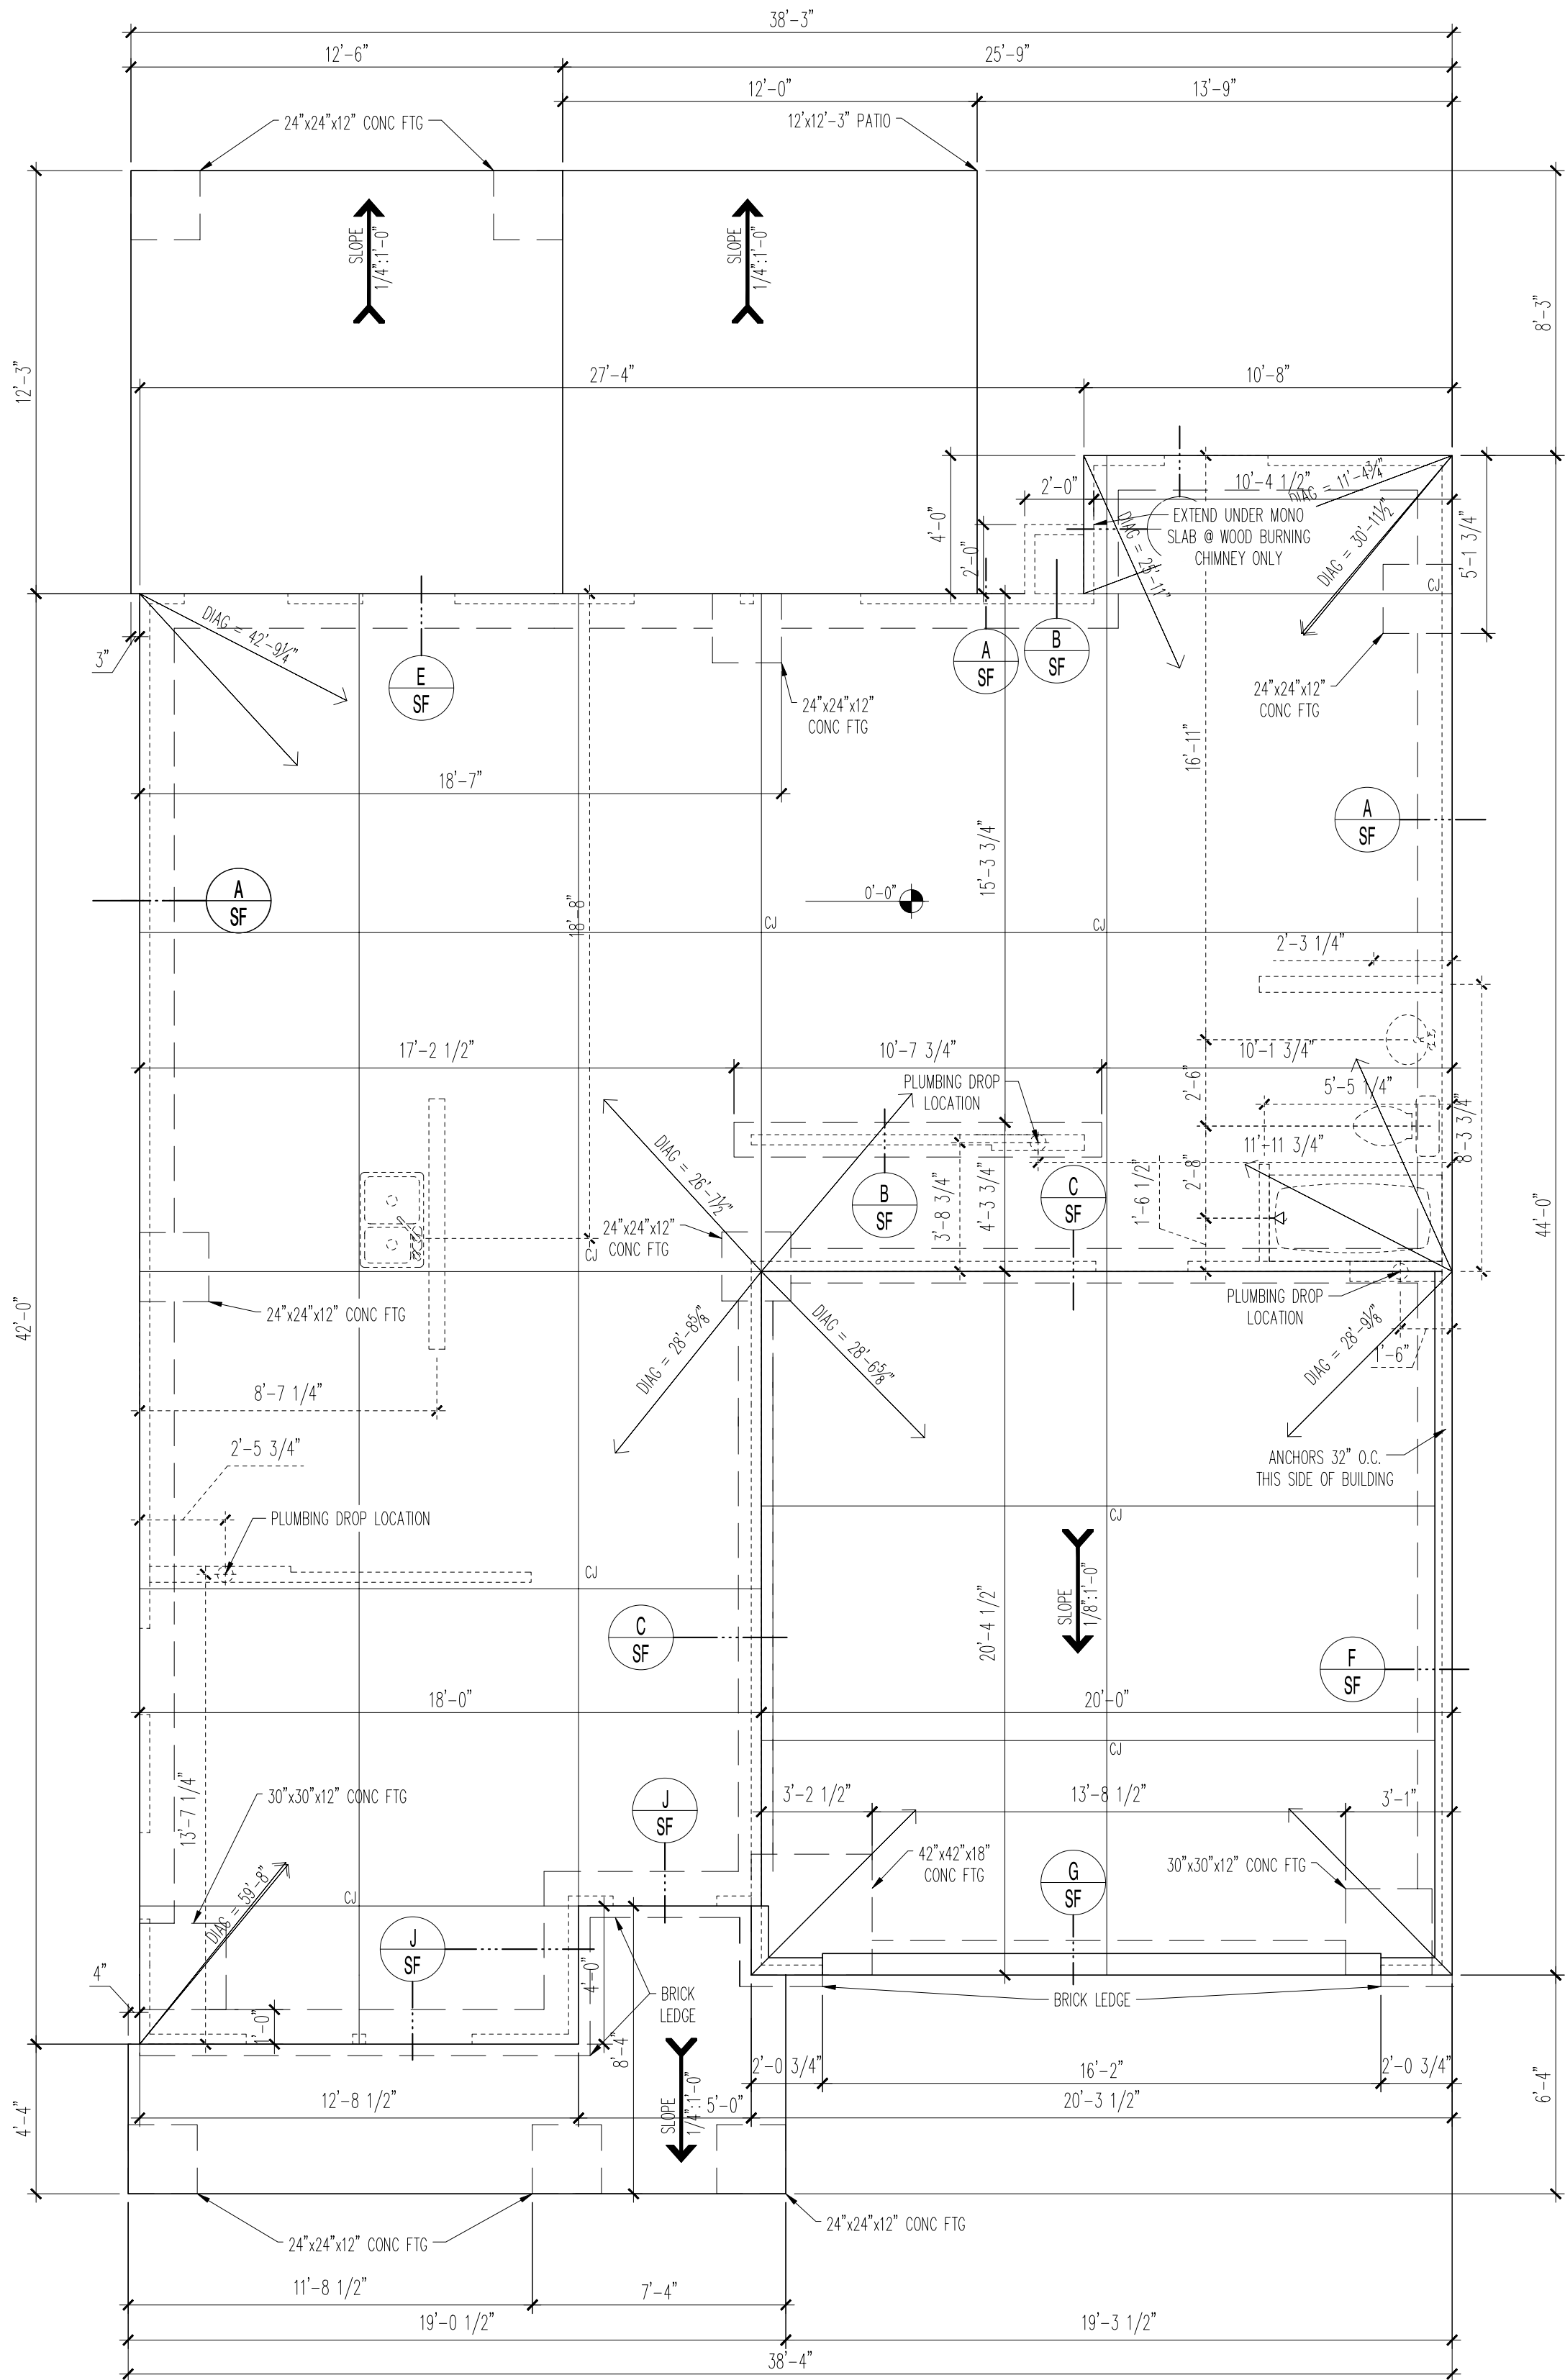 38'-3"
12'-6"
25'-9"
12'-0"
13'-9"
24"x24"x12" CONC FTG
12'x12'-3" PATIO
SLOPE
1/4":1'-0"
SLOPE
1/4":1'-0"
12'-3"
8'-3"
27'-4"
10'-8"
4'-0"
2'-0"
2'-0"
10'-4 1/2"
DIAG = 11'-4¾"
DIAG = 25'-11"
EXTEND UNDER MONO
SLAB @ WOOD BURNING
CHIMNEY ONLY
DIAG = 30'-11½"
5'-1 3/4"
CJ
DIAG = 42'-9¼"
3"
E
SF
A
SF
B
SF
24"x24"x12"
CONC FTG
24"x24"x12"
CONC FTG
18'-7"
16'-11"
15'-3 3/4"
A
SF
A
SF
18'-8"
0'-0"
CJ
CJ
2'-3 1/4"
17'-2 1/2"
10'-7 3/4"
10'-1 3/4"
PLUMBING DROP
LOCATION
2'-6"
5'-5 1/4"
8'-3 3/4"
DIAG = 26'-7½"
11'-11 3/4"
B
SF
C
SF
3'-8 3/4"
4'-3 3/4"
1'-6 1/2"
2'-8"
44'-0"
24"x24"x12"
CONC FTG
CJ
24"x24"x12" CONC FTG
42'-0"
PLUMBING DROP
LOCATION
DIAG = 28'-8⅝"
DIAG = 28'-6⅝"
DIAG = 28'-9⅛"
1'-6"
8'-7 1/4"
2'-5 3/4"
ANCHORS 32" O.C.
THIS SIDE OF BUILDING
PLUMBING DROP LOCATION
CJ
CJ
SLOPE
1/8":1'-0"
C
SF
20'-4 1/2"
F
SF
18'-0"
20'-0"
CJ
13'-7 1/4"
30"x30"x12" CONC FTG
J
SF
3'-2 1/2"
13'-8 1/2"
3'-1"
42"x42"x18"
CONC FTG
G
SF
30"x30"x12" CONC FTG
CJ
DIAG = 59'-8"
J
SF
4"
1'-0"
4'-0"
8'-4"
BRICK
LEDGE
BRICK LEDGE
2'-0 3/4"
16'-2"
2'-0 3/4"
12'-8 1/2"
SLOPE
1/4":1'-0"
5'-0"
20'-3 1/2"
4'-4"
6'-4"
24"x24"x12" CONC FTG
24"x24"x12" CONC FTG
11'-8 1/2"
7'-4"
19'-0 1/2"
19'-3 1/2"
38'-4"